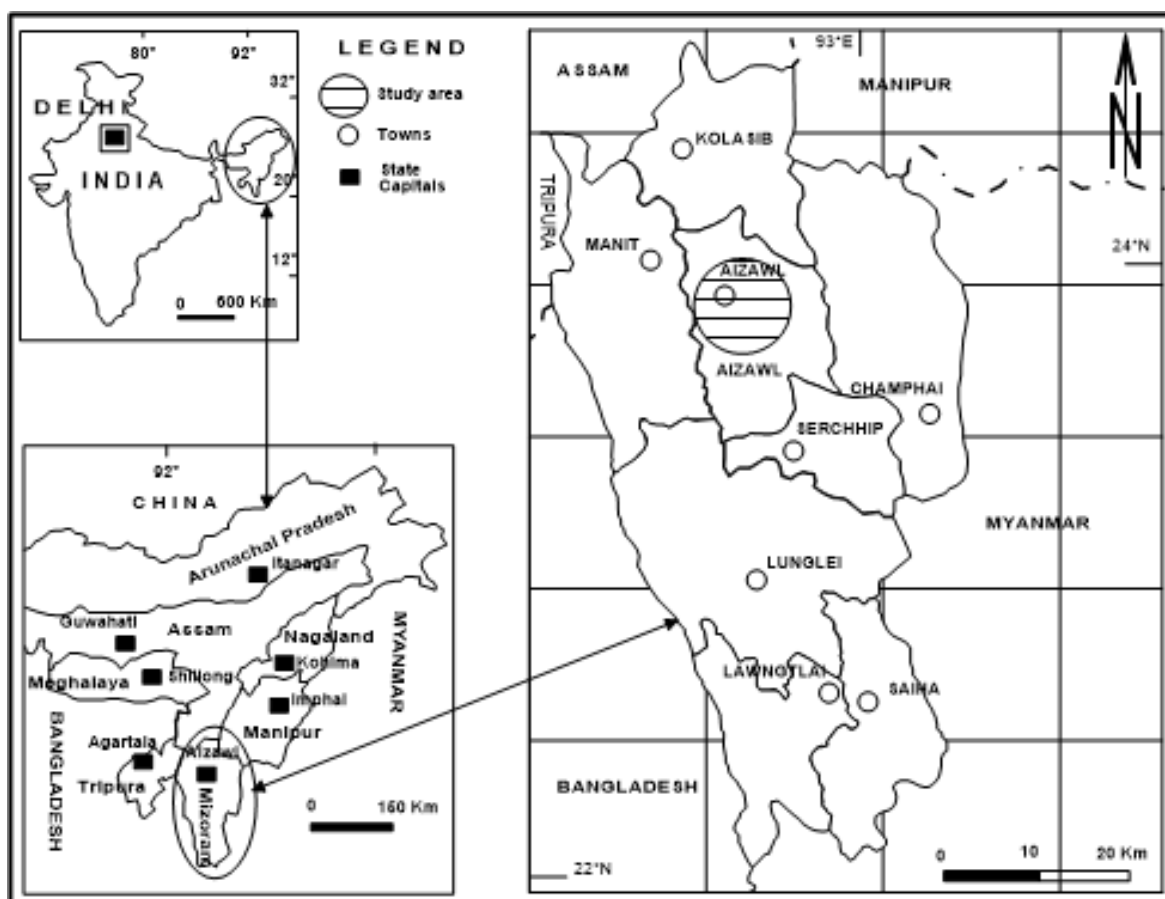 80°
92°
32°
DELHI
INDIA
20°
12°
0 600 Km
LEGEND
Study area
Towns
State
Capitals
92°
CHINA
Arunachal Pradesh
Itanagar
Guwahati
Assam
Nagaland
Kohima
Meghalaya
Shillong
Imphal
Manipur
MYANMAR
BANGLADESH
Agartala
Tripura
Aizawl
Mizoram
0 150 Km
93°E
ASSAM
MANIPUR
N
KOLASIB
TRIPURA
MANIT
24°N
AIZAWL
AIZAWL
CHAMPHAI
SERCHHIP
MYANMAR
LUNGLEI
LAWNGTLAI
SAIHA
BANGLADESH
22°N
0 10 20 Km